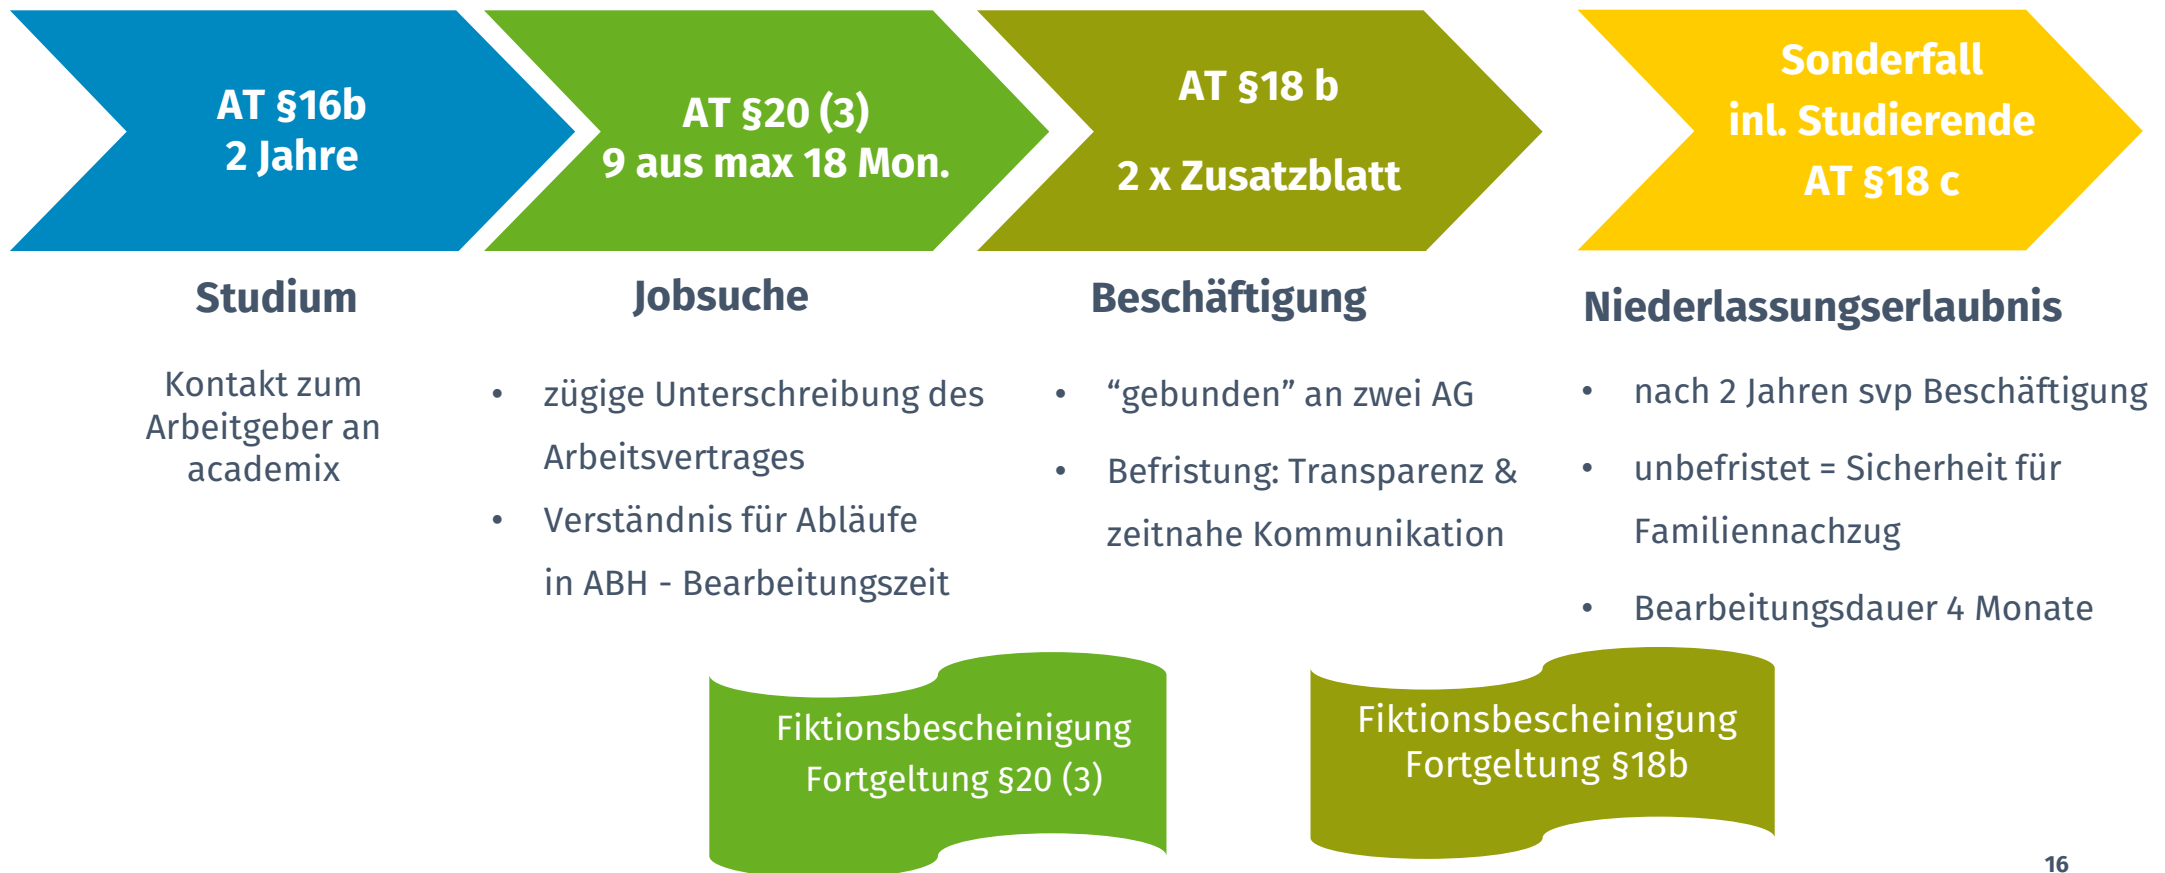 AT §16b
2 Jahre
AT §20 (3)
9 aus max 18 Mon.
AT §18 b
2 x Zusatzblatt
Sonderfall
inl. Studierende
AT §18 c
Studium
Kontakt zum
Arbeitgeber an
academix
Jobsuche
• zügige Unterschreibung des
Arbeitsvertrages
• Verständnis für Abläufe
in ABH - Bearbeitungszeit
Beschäftigung
• “gebunden” an zwei AG
• Befristung: Transparenz &
zeitnahe Kommunikation
Niederlassungserlaubnis
• nach 2 Jahren svp Beschäftigung
• unbefristet = Sicherheit für
Familiennachzug
• Bearbeitungsdauer 4 Monate
Fiktionsbescheinigung
Fortgeltung §20 (3)
Fiktionsbescheinigung
Fortgeltung §18b
16